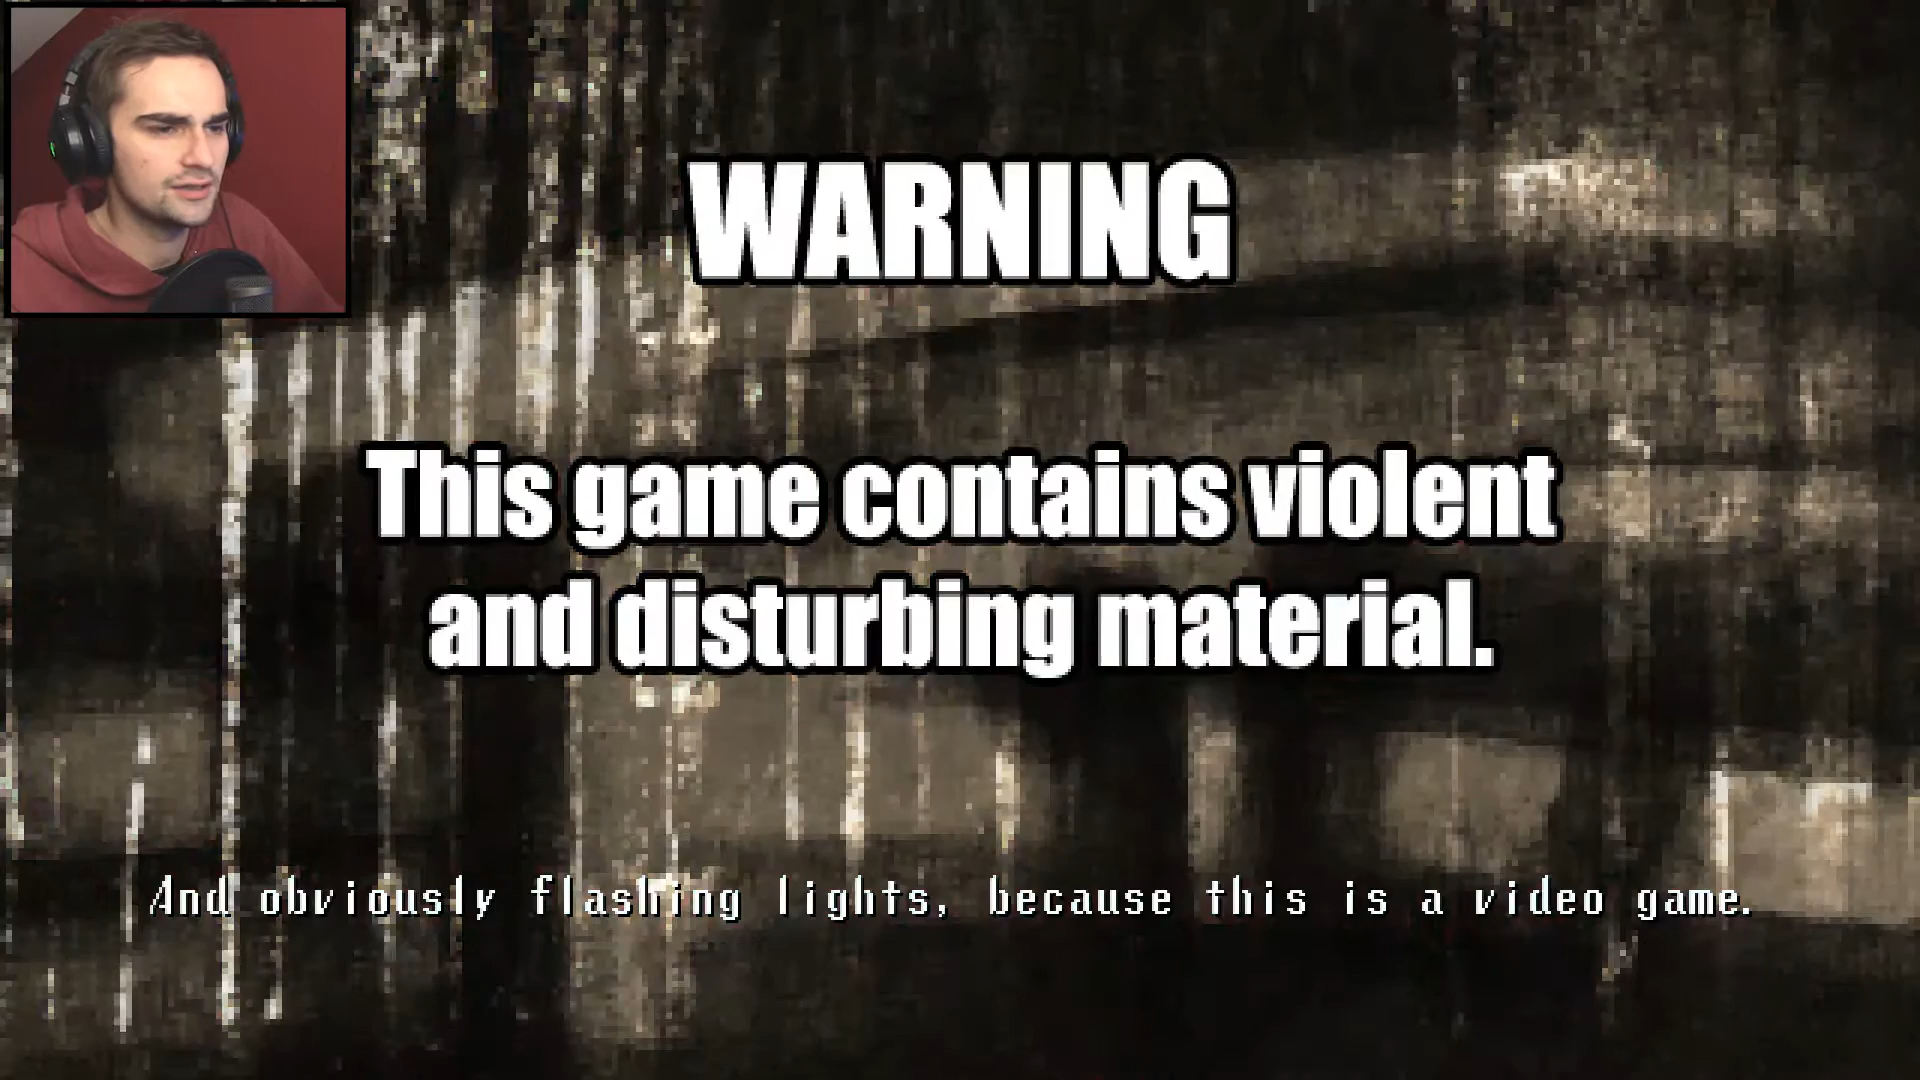 WARNING
This game contains violent
and disturbing material.
And obviously flashing lights, because this is a video game.